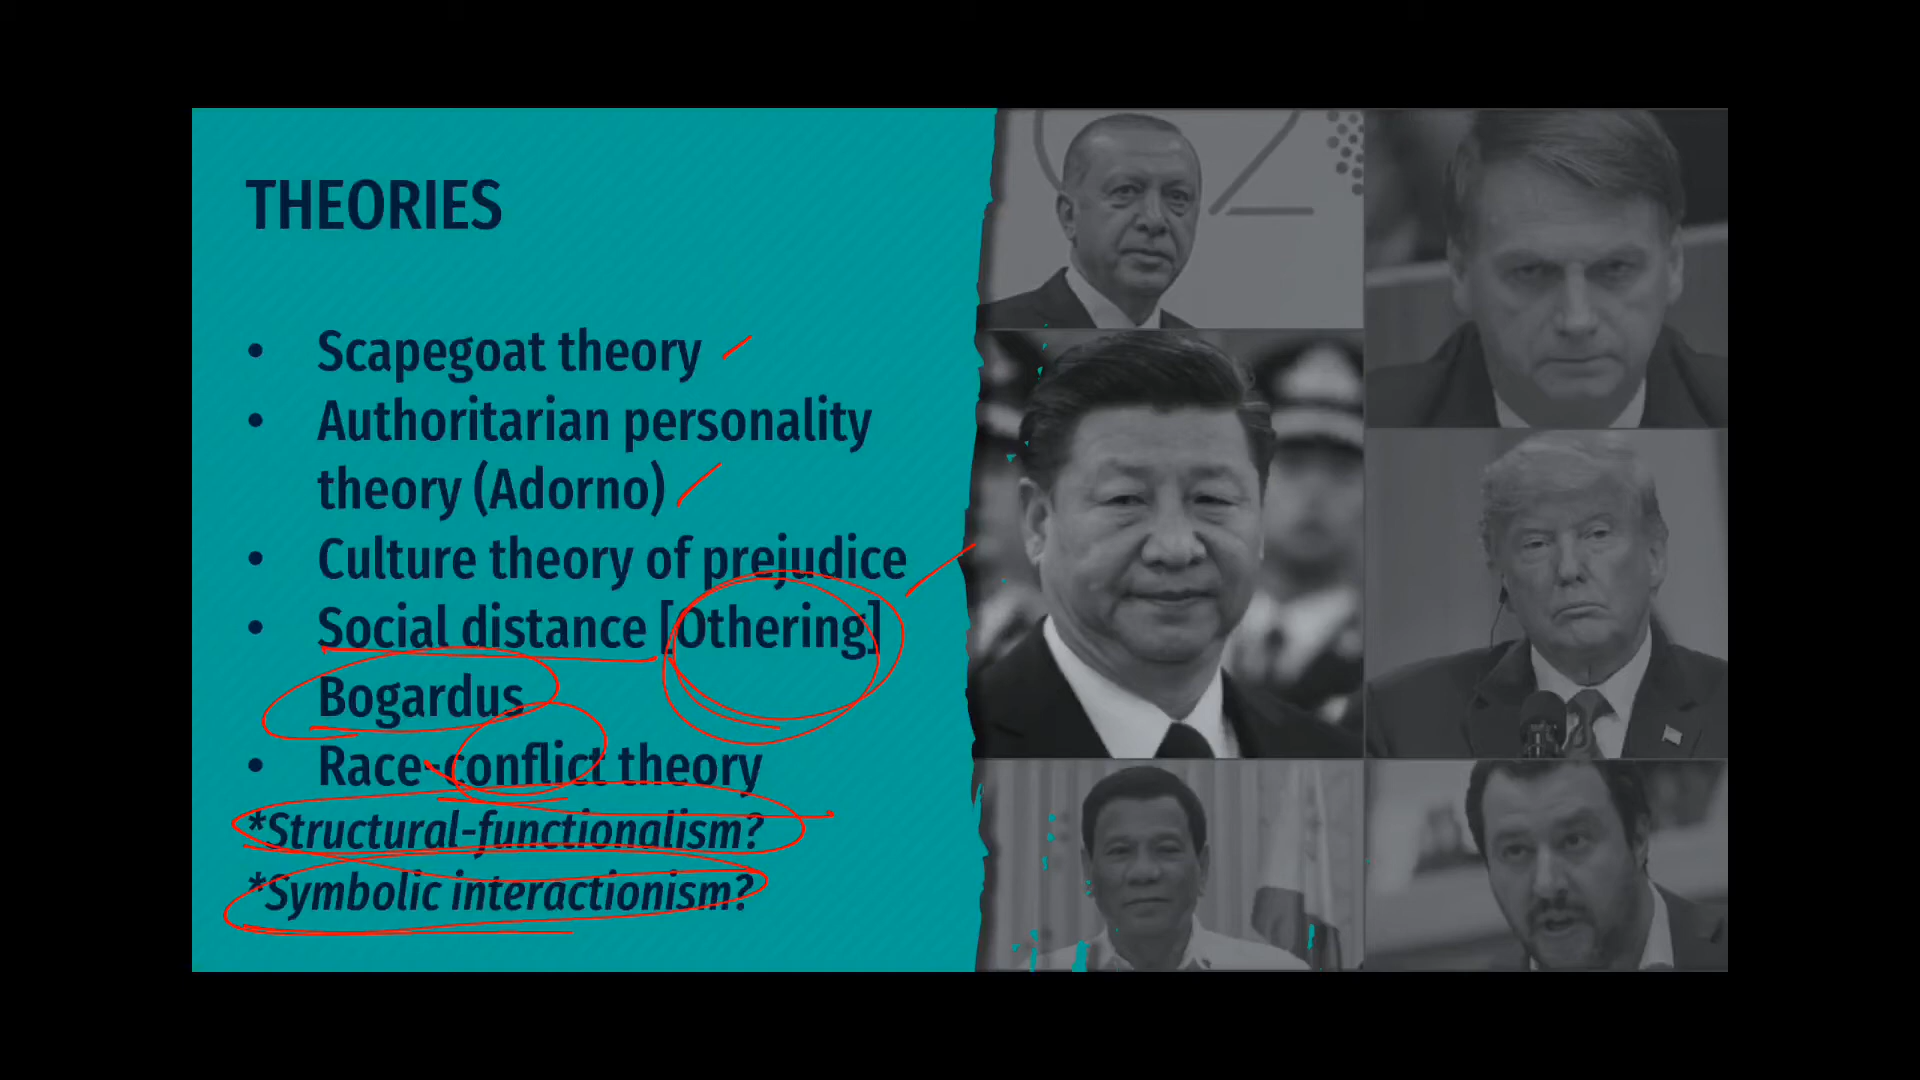 THEORIES
• Scapegoat theory
• Authoritarian personality
theory (Adorno)
• Culture theory of prejudice
• Social distance [Othering]
Bogardus
• Race-conflict theory
*Structural-functionalism?
*Symbolic interactionism?